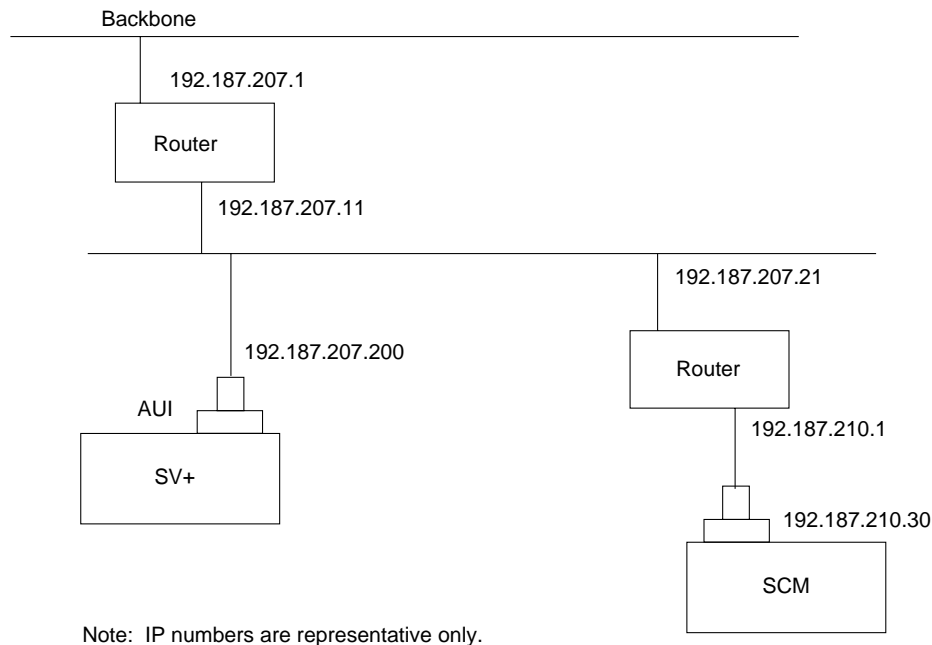 Backbone
192.187.207.1
Router
192.187.207.11
192.187.207.21
192.187.207.200
Router
AUI
192.187.210.1
SV+
192.187.210.30
SCM
Note:  IP numbers are representative only.